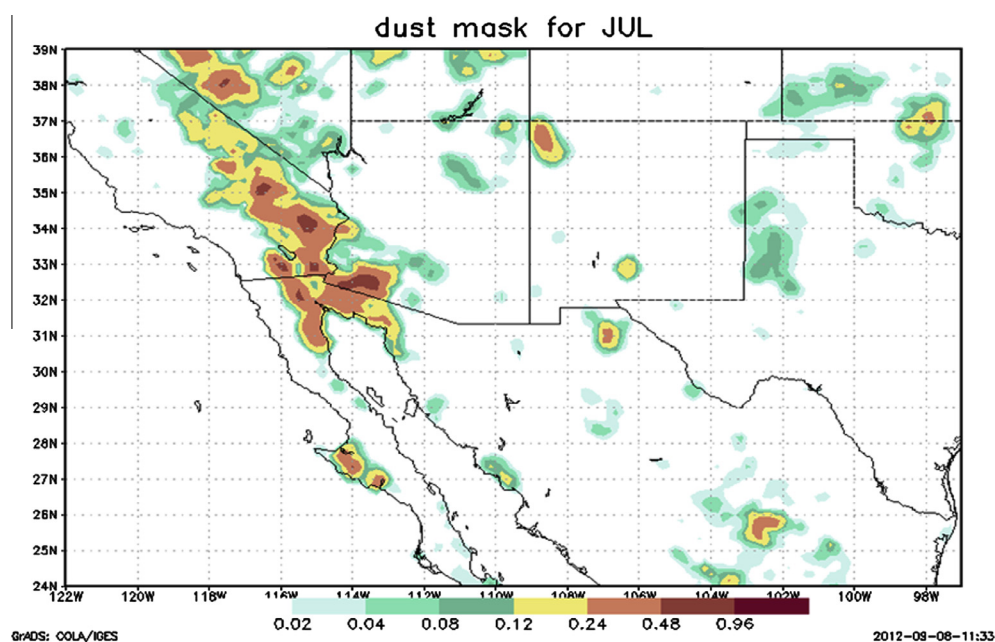 dust mask for JUL
39N
38N
37N
36N
35N
34N
33N
32N
31N
30N
29N
28N
27N
26N
25N
24N
122W 120W 118W 116W 114W 112W 110W 108W 106W 104W 102W 100W 98W
0.02 0.04 0.08 0.12 0.24 0.48 0.96
GrADS: COLA/IGES 2012-09-08-11:33